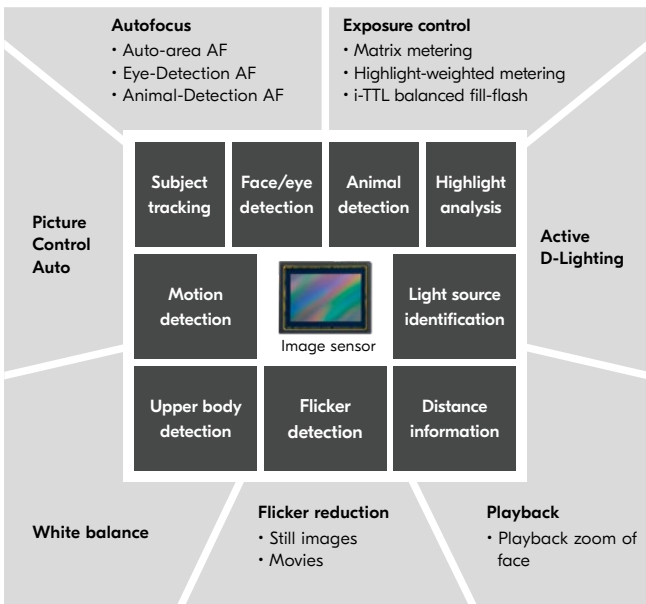 Autofocus
• Auto-area AF
• Eye-Detection AF
• Animal-Detection AF
Exposure control
• Matrix metering
• Highlight-weighted metering
• i-TTL balanced fill-flash
Subject
tracking
Face/eye
detection
Animal
detection
Highlight
analysis
Picture
Control
Auto
Active
D-Lighting
Motion
detection
Image sensor
Light source
identification
Upper body
detection
Flicker
detection
Distance
information
White balance
Flicker reduction
• Still images
• Movies
Playback
• Playback zoom of
face